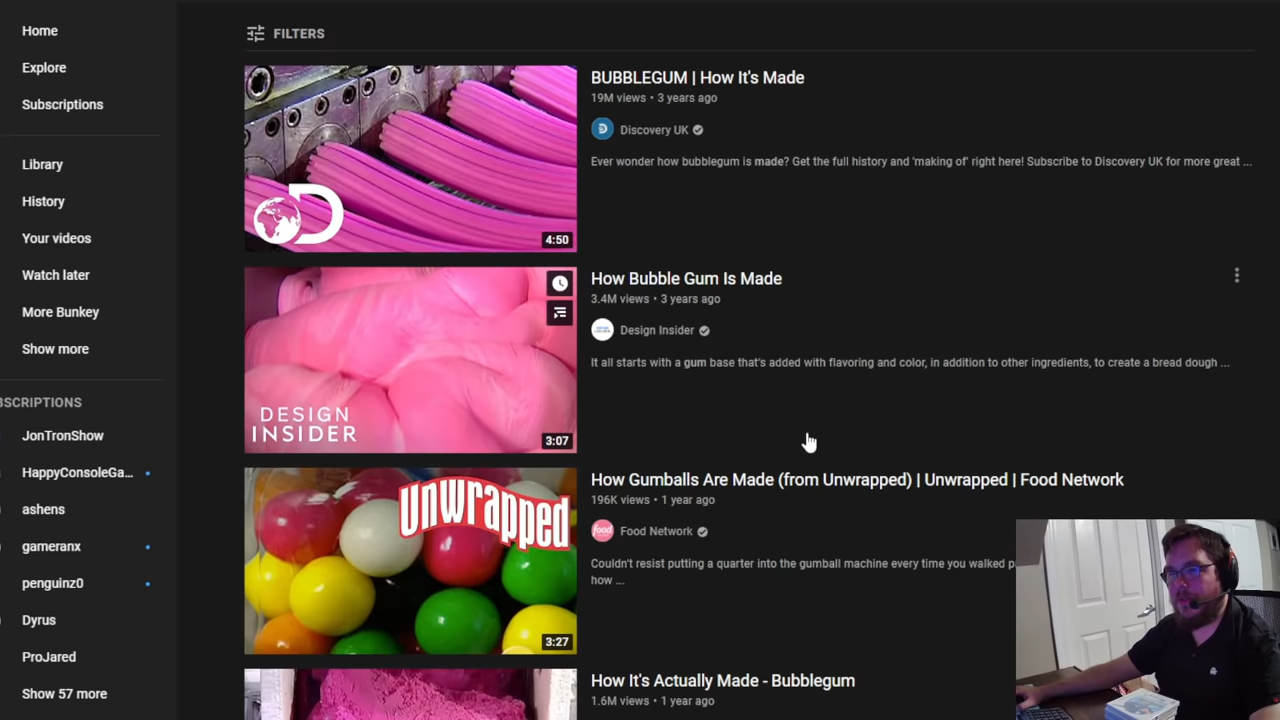 Home
Explore
Subscriptions
Library
History
Your videos
Watch later
More Bunkey
Show more
BSCRIPTIONS
JonTronShow
HappyConsoleGa...
ashens
gameranx
penguinz0
Dyrus
ProJared
Show 57 more
FILTERS
4:50
BUBBLEGUM | How It's Made
19M views • 3 years ago
Discovery UK
Ever wonder how bubblegum is made? Get the full history and 'making of' right here! Subscribe to Discovery UK for more great ...
DESIGN
INSIDER
3:07
How Bubble Gum Is Made
3.4M views • 3 years ago
Design Insider
It all starts with a gum base that's added with flavoring and color, in addition to other ingredients, to create a bread dough ...
unwrapped
3:27
How Gumballs Are Made (from Unwrapped) | Unwrapped | Food Network
196K views • 1 year ago
food
Food Network
Couldn't resist putting a quarter into the gumball machine every time you walked
how ...
How It's Actually Made - Bubblegum
1.6M views • 1 year ago